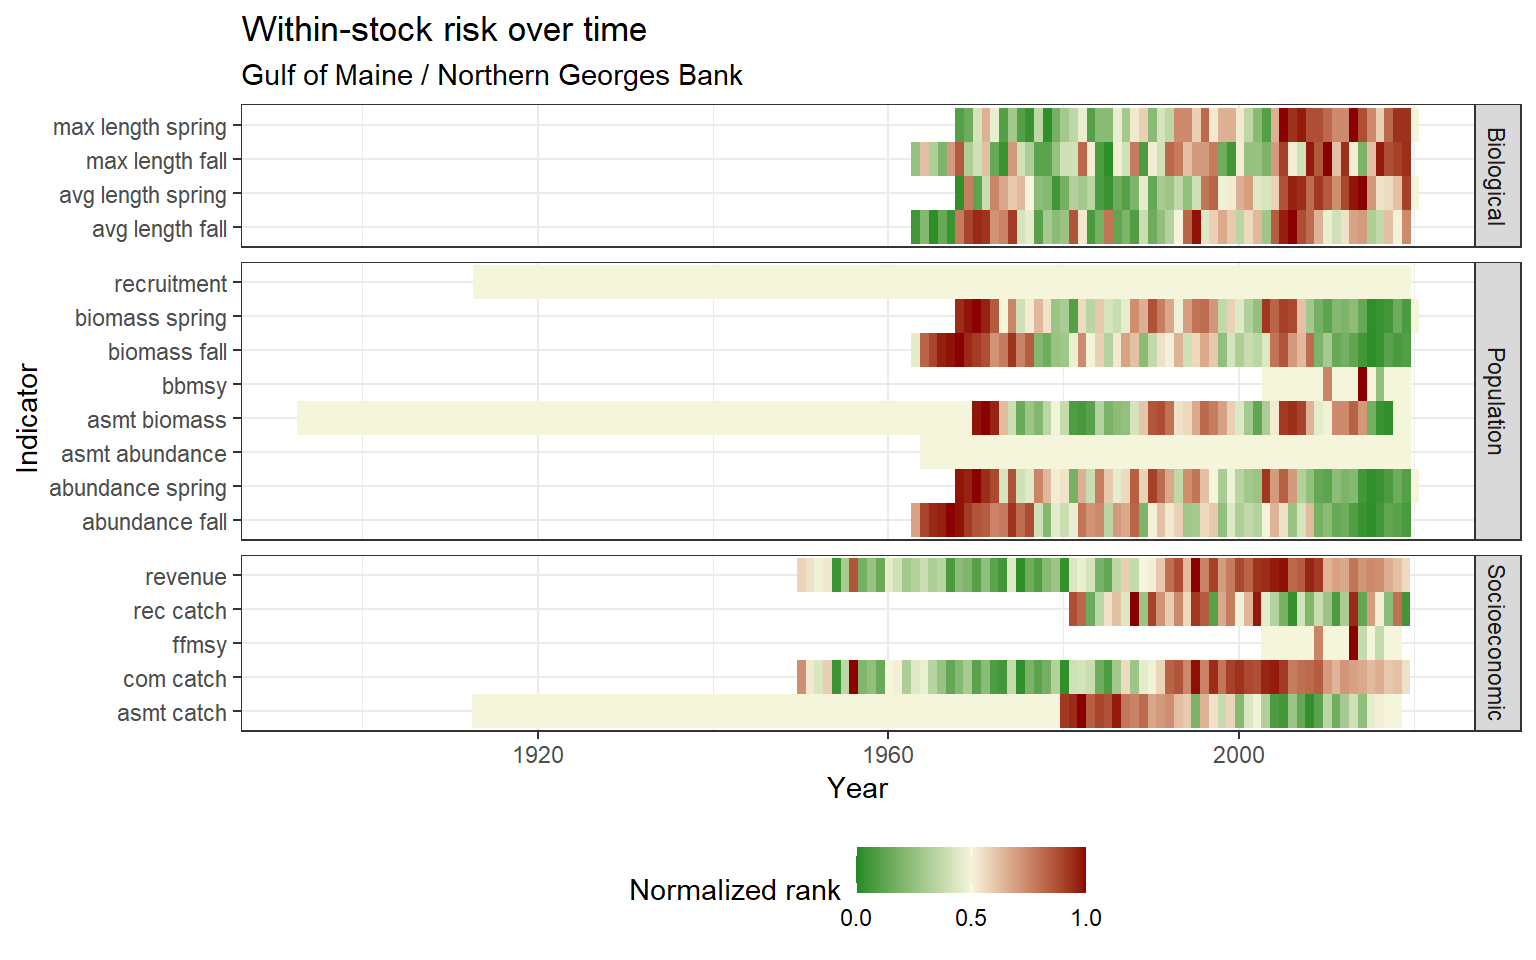 Within-stock risk over time
Gulf of Maine / Northern Georges Bank
max length spring
max length fall
avg length spring
avg length fall
Biological
recruitment
biomass spring
biomass fall
bbmsy
asmt biomass
asmt abundance
abundance spring
abundance fall
Population
revenue
rec catch
ffmsy
com catch
asmt catch
Socioeconomic
Indicator
1920 1960 2000
Year
Normalized rank
0.0 0.5 1.0